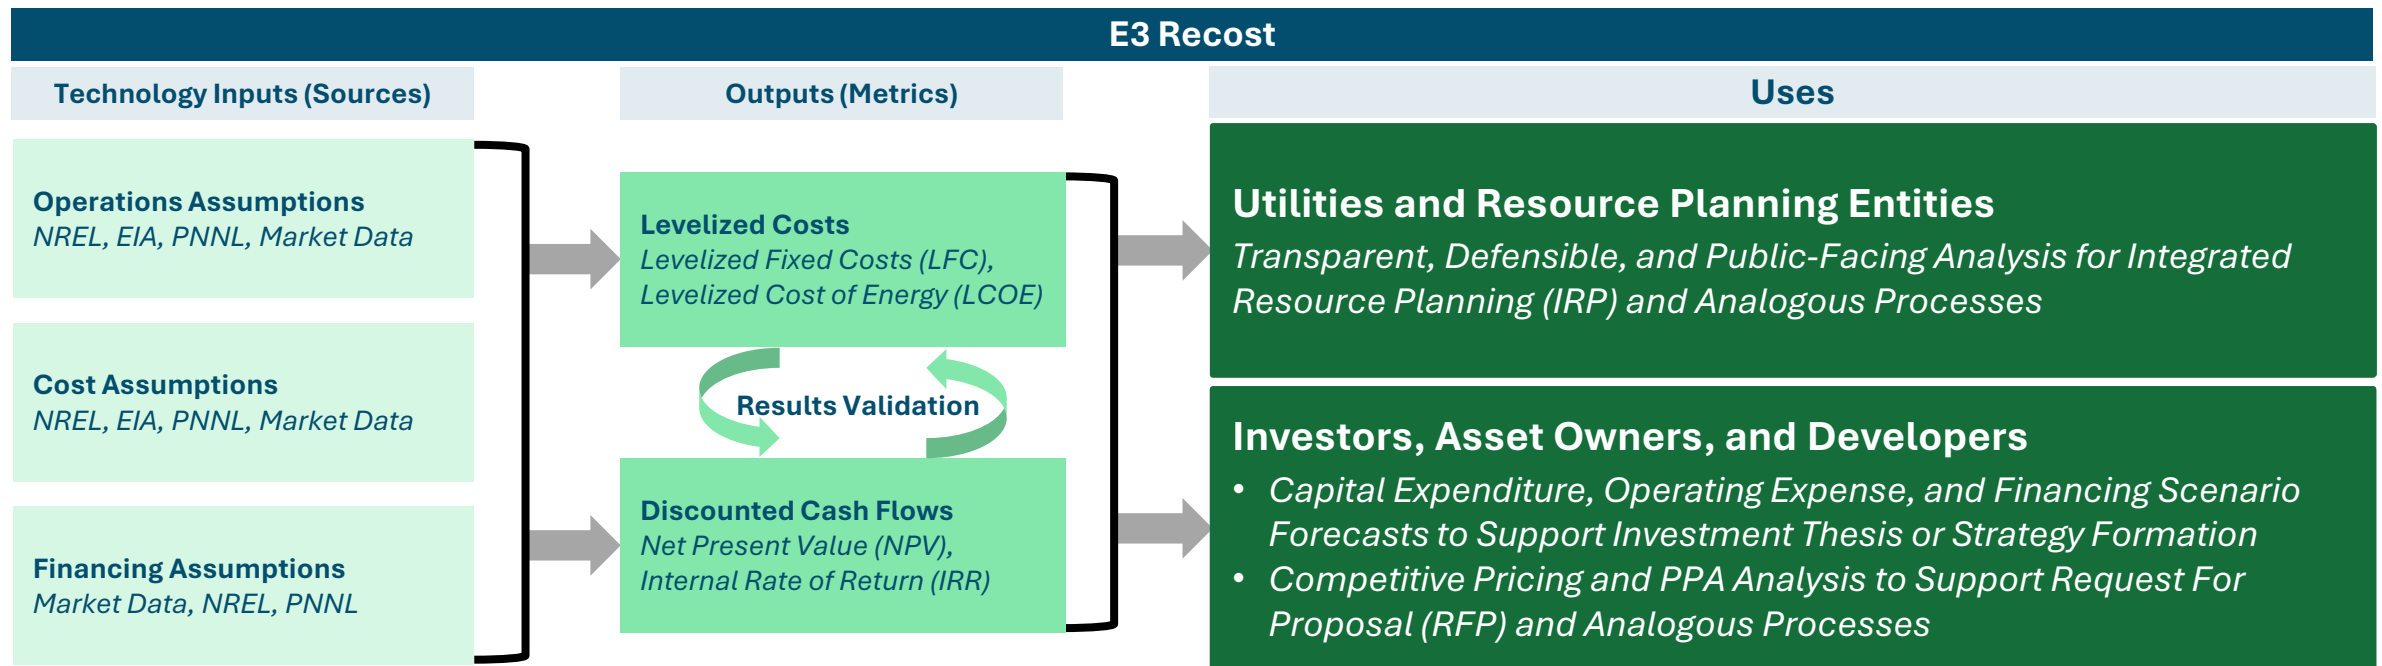 E3 Recost
Technology Inputs (Sources)
Operations Assumptions
NREL, EIA, PNNL, Market Data
Cost Assumptions
NREL, EIA, PNNL, Market Data
Financing Assumptions
Market Data, NREL, PNNL
Outputs (Metrics)
Levelized Costs
Levelized Fixed Costs (LFC),
Levelized Cost of Energy (LCOE)
Results Validation
Discounted Cash Flows
Net Present Value (NPV),
Internal Rate of Return (IRR)
Uses
Utilities and Resource Planning Entities
Transparent, Defensible, and Public-Facing Analysis for Integrated
Resource Planning (IRP) and Analogous Processes
Investors, Asset Owners, and Developers
• Capital Expenditure, Operating Expense, and Financing Scenario
Forecasts to Support Investment Thesis or Strategy Formation
• Competitive Pricing and PPA Analysis to Support Request For
Proposal (RFP) and Analogous Processes